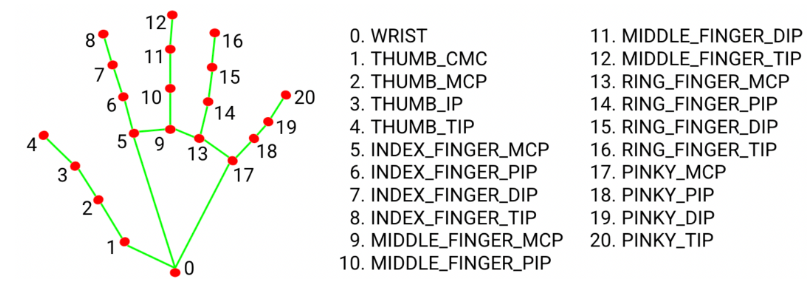 12
8
16
11
7
15
10
6
20
14
19
5
9
13
18
4
17
3
2
1
0
0. WRIST
1. THUMB_CMC
2. THUMB_MCP
3. THUMB_IP
4. THUMB_TIP
5. INDEX_FINGER_MCP
6. INDEX_FINGER_PIP
7. INDEX_FINGER_DIP
8. INDEX_FINGER_TIP
9. MIDDLE_FINGER_MCP
10. MIDDLE_FINGER_PIP
11. MIDDLE_FINGER_DIP
12. MIDDLE_FINGER_TIP
13. RING_FINGER_MCP
14. RING_FINGER_PIP
15. RING_FINGER_DIP
16. RING_FINGER_TIP
17. PINKY_MCP
18. PINKY_PIP
19. PINKY_DIP
20. PINKY_TIP